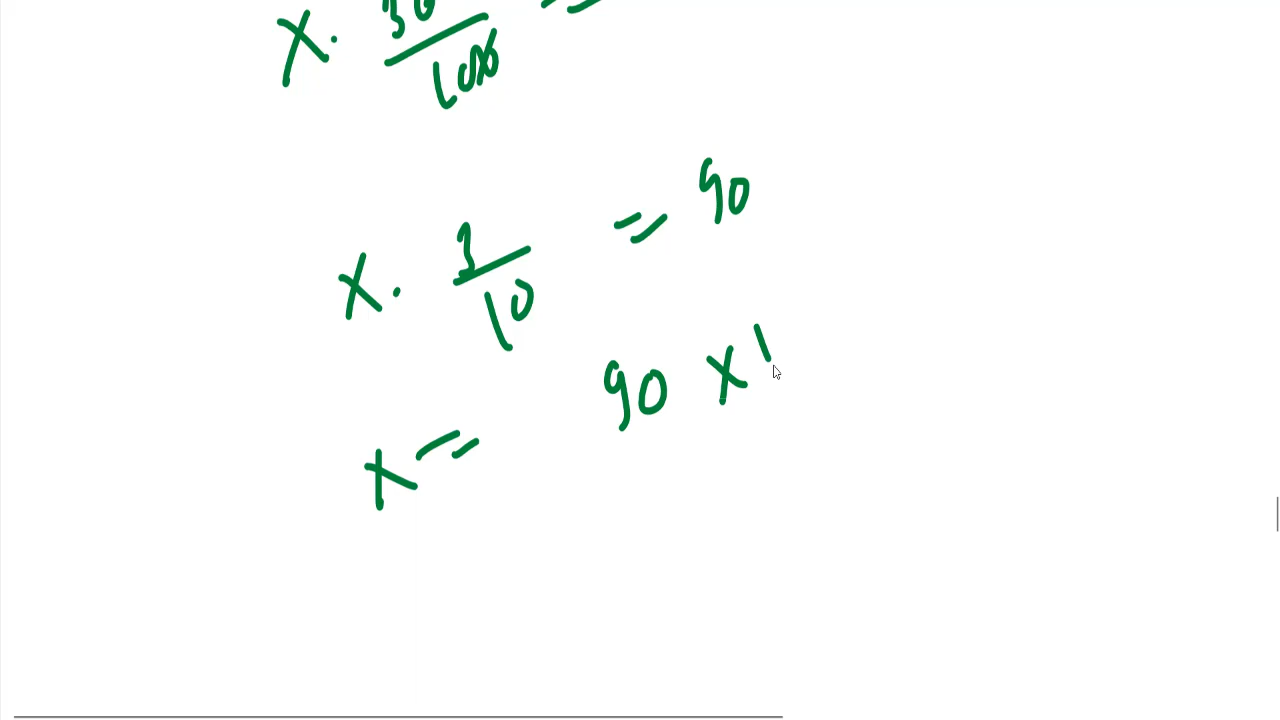 X. 30/100 =
X. 3/10 = 90
X = 90 X 1